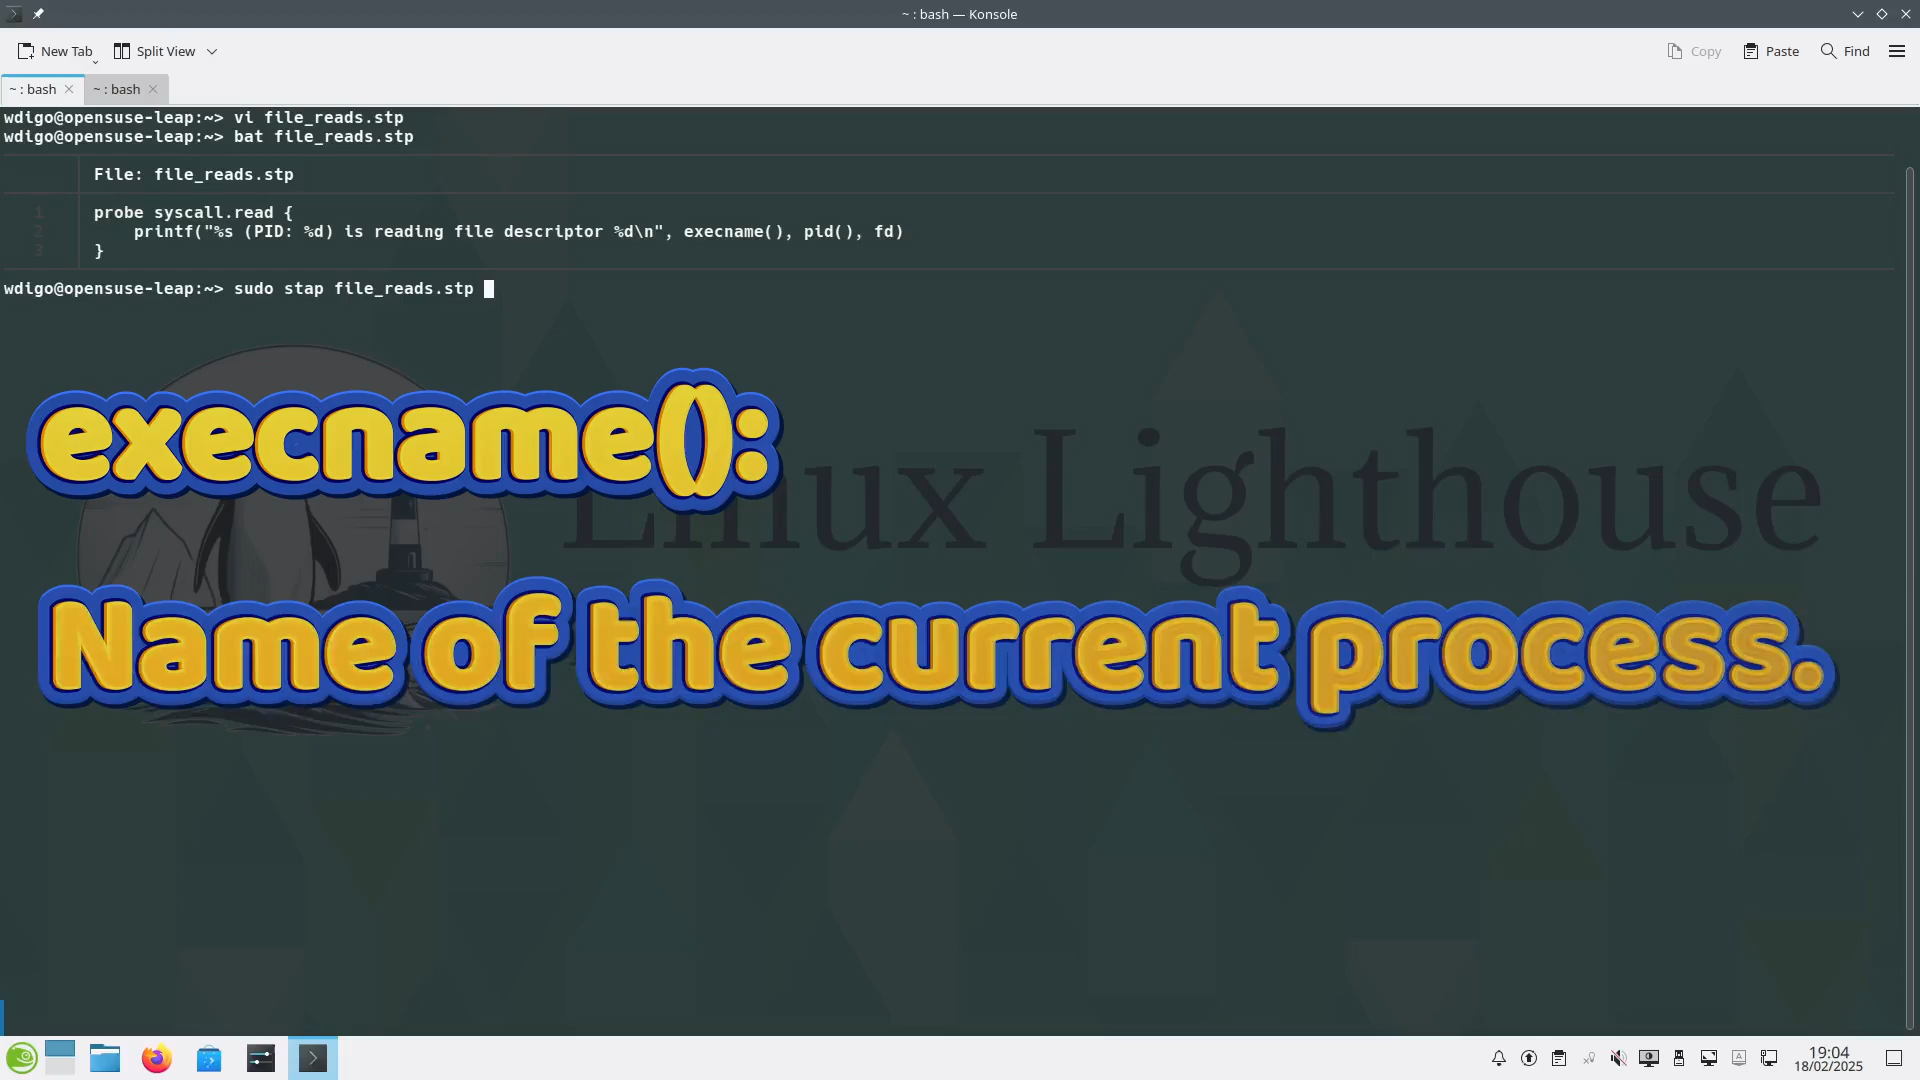 ~ : bash — Konsole
New Tab
Split View
Copy
Paste
Find
~ : bash
~ : bash
wdigo@opensuse-leap:~> vi file_reads.stp
wdigo@opensuse-leap:~> bat file_reads.stp
File: file_reads.stp
1 probe syscall.read {
2 printf("%s (PID: %d) is reading file descriptor %d\n", execname(), pid(), fd)
3 }
wdigo@opensuse-leap:~> sudo stap file_reads.stp
execname():
Linux Lighthouse
Name of the current process.
19:04
18/02/2025